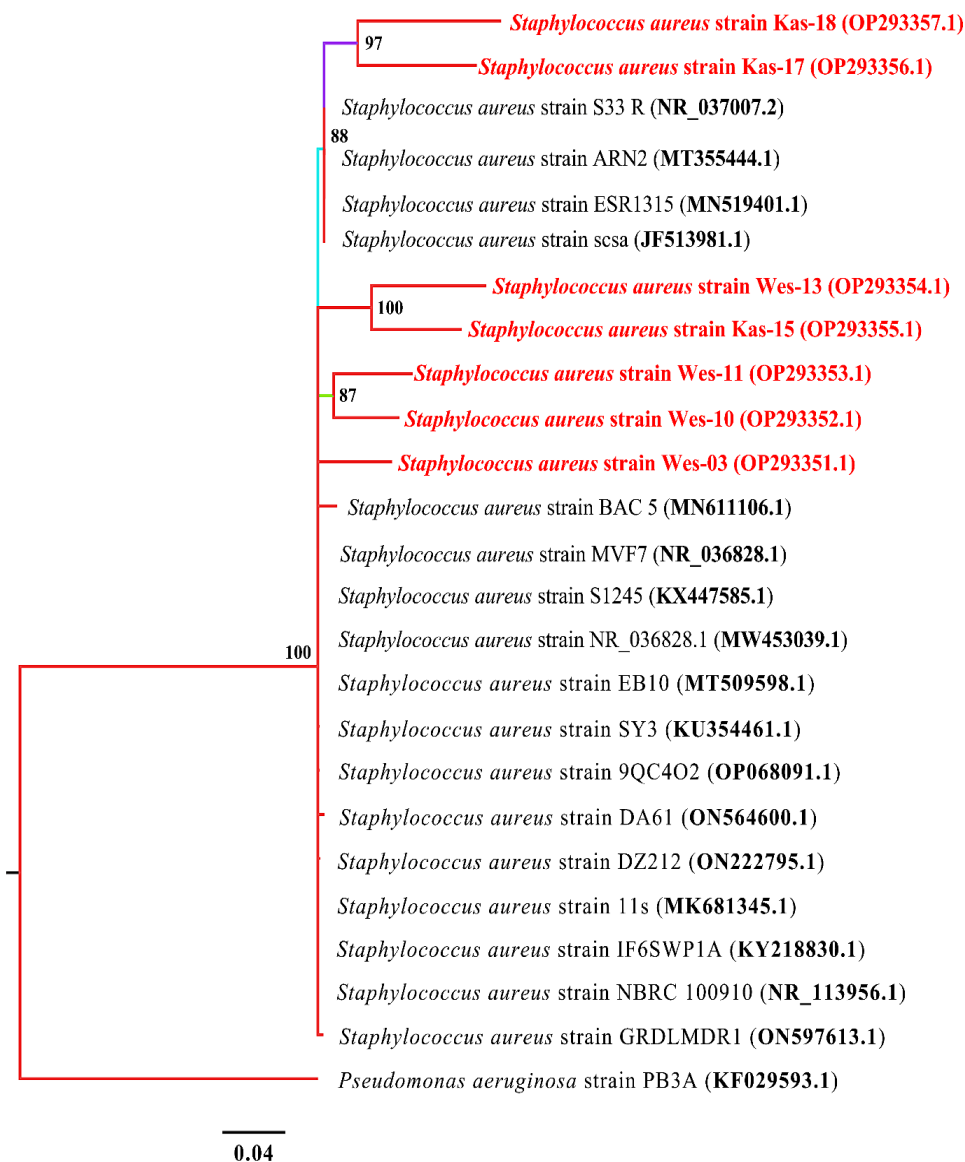 Staphylococcus aureus strain Kas-18 (OP293357.1)
97
Staphylococcus aureus strain Kas-17 (OP293356.1)
Staphylococcus aureus strain S33 R (NR_037007.2)
88
Staphylococcus aureus strain ARN2 (MT355444.1)
Staphylococcus aureus strain ESR1315 (MN519401.1)
Staphylococcus aureus strain scsa (JF513981.1)
Staphylococcus aureus strain Wes-13 (OP293354.1)
100
Staphylococcus aureus strain Kas-15 (OP293355.1)
Staphylococcus aureus strain Wes-11 (OP293353.1)
87
Staphylococcus aureus strain Wes-10 (OP293352.1)
Staphylococcus aureus strain Wes-03 (OP293351.1)
Staphylococcus aureus strain BAC 5 (MN611106.1)
Staphylococcus aureus strain MVF7 (NR_036828.1)
Staphylococcus aureus strain S1245 (KX447585.1)
Staphylococcus aureus strain NR_036828.1 (MW453039.1)
100
Staphylococcus aureus strain EB10 (MT509598.1)
Staphylococcus aureus strain SY3 (KU354461.1)
Staphylococcus aureus strain 9QC4O2 (OP068091.1)
Staphylococcus aureus strain DA61 (ON564600.1)
Staphylococcus aureus strain DZ212 (ON222795.1)
Staphylococcus aureus strain 11s (MK681345.1)
Staphylococcus aureus strain IF6SWP1A (KY218830.1)
Staphylococcus aureus strain NBRC 100910 (NR_113956.1)
Staphylococcus aureus strain GRDLMDR1 (ON597613.1)
Pseudomonas aeruginosa strain PB3A (KF029593.1)
0.04